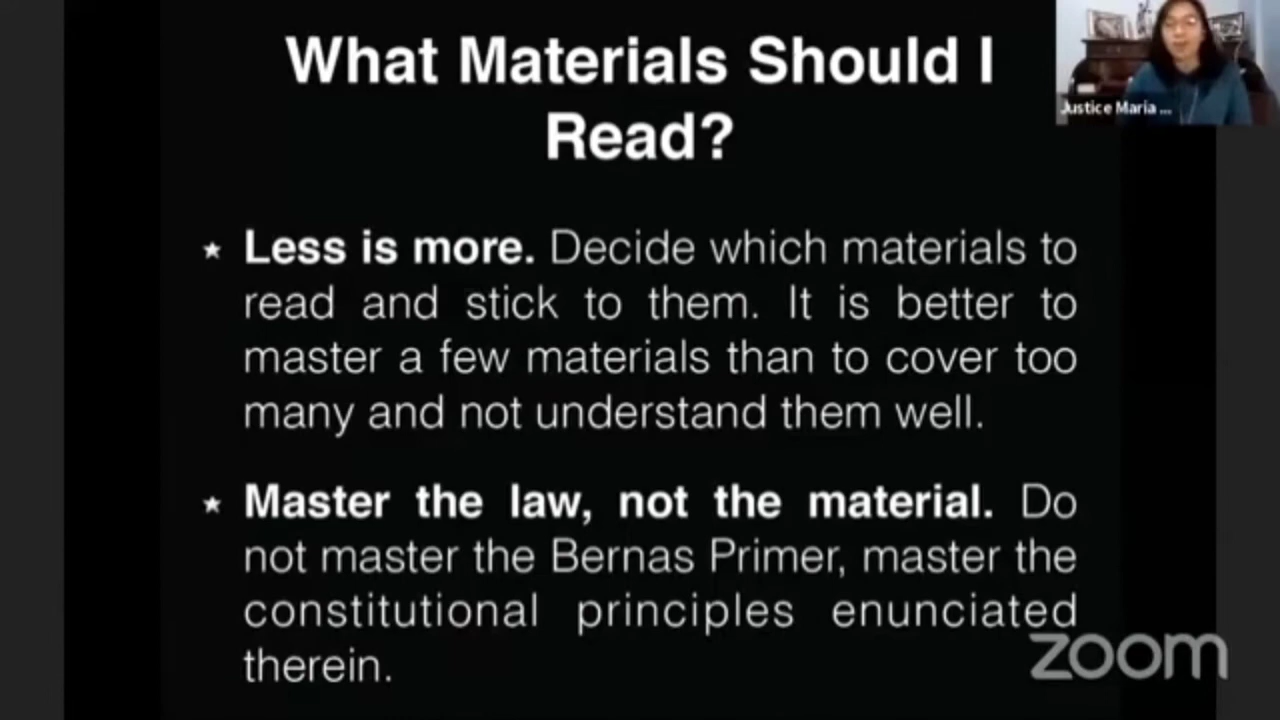 What Materials Should I
Read?
Justice Maria ...
★ Less is more. Decide which materials to
read and stick to them. It is better to
master a few materials than to cover too
many and not understand them well.
★ Master the law, not the material. Do
not master the Bernas Primer, master the
constitutional principles enunciated
therein.
zoom